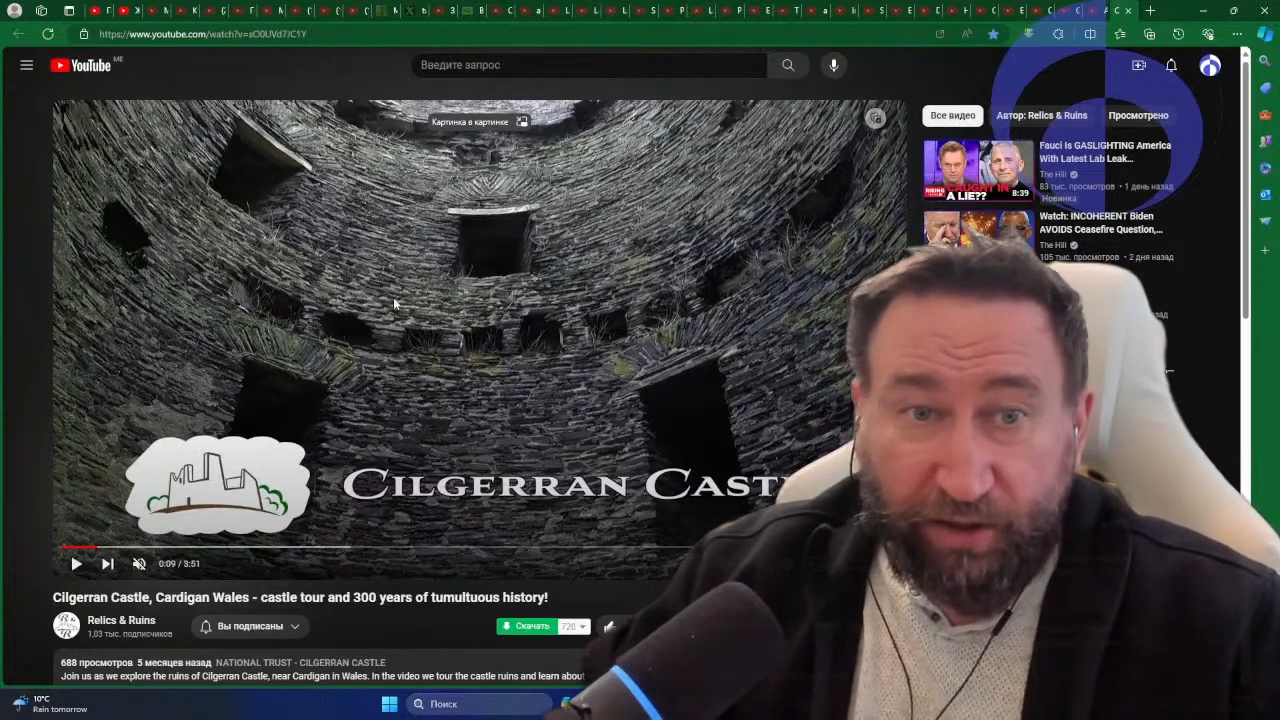 https://www.youtube.com/watch?v=sO0UVd7JC1Y
YouTube ME
Введите запрос
Картинка в картинке
Все видео
Автор: Relics & Ruins
Просмотрено
Fauci Is GASLIGHTING America
With Latest Lab Leak...
The Hill
83 тыс. просмотров • 1 день назад
Новинка
RISING
CAUGHT IN
A LIE??
8:39
Watch: INCOHERENT Biden
AVOIDS Ceasefire Question,...
The Hill
105 тыс. просмотров • 2 дня назад
CILGERRAN
0:09 / 3:51
Cilgerran Castle, Cardigan Wales - castle tour and 300 years of tumultuous history!
Relics & Ruins
1,03 тыс. подписчиков
Вы подписаны
Скачать
720
688 просмотров 5 месяцев назад NATIONAL TRUST - CILGERRAN CASTLE
Join us as we explore the ruins of Cilgerran Castle, near Cardigan in Wales. In the video we tour the castle ruins and learn about
10°C
Rain tomorrow
Поиск